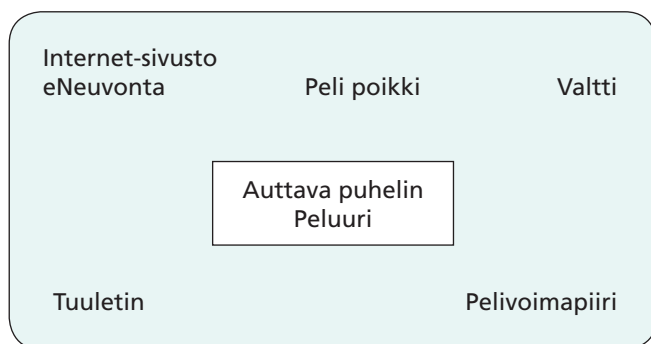 Internet-sivusto
eNeuvonta
Peli poikki
Valtti
Auttava puhelin
Peluuri
Tuuletin
Pelivoimapiiri